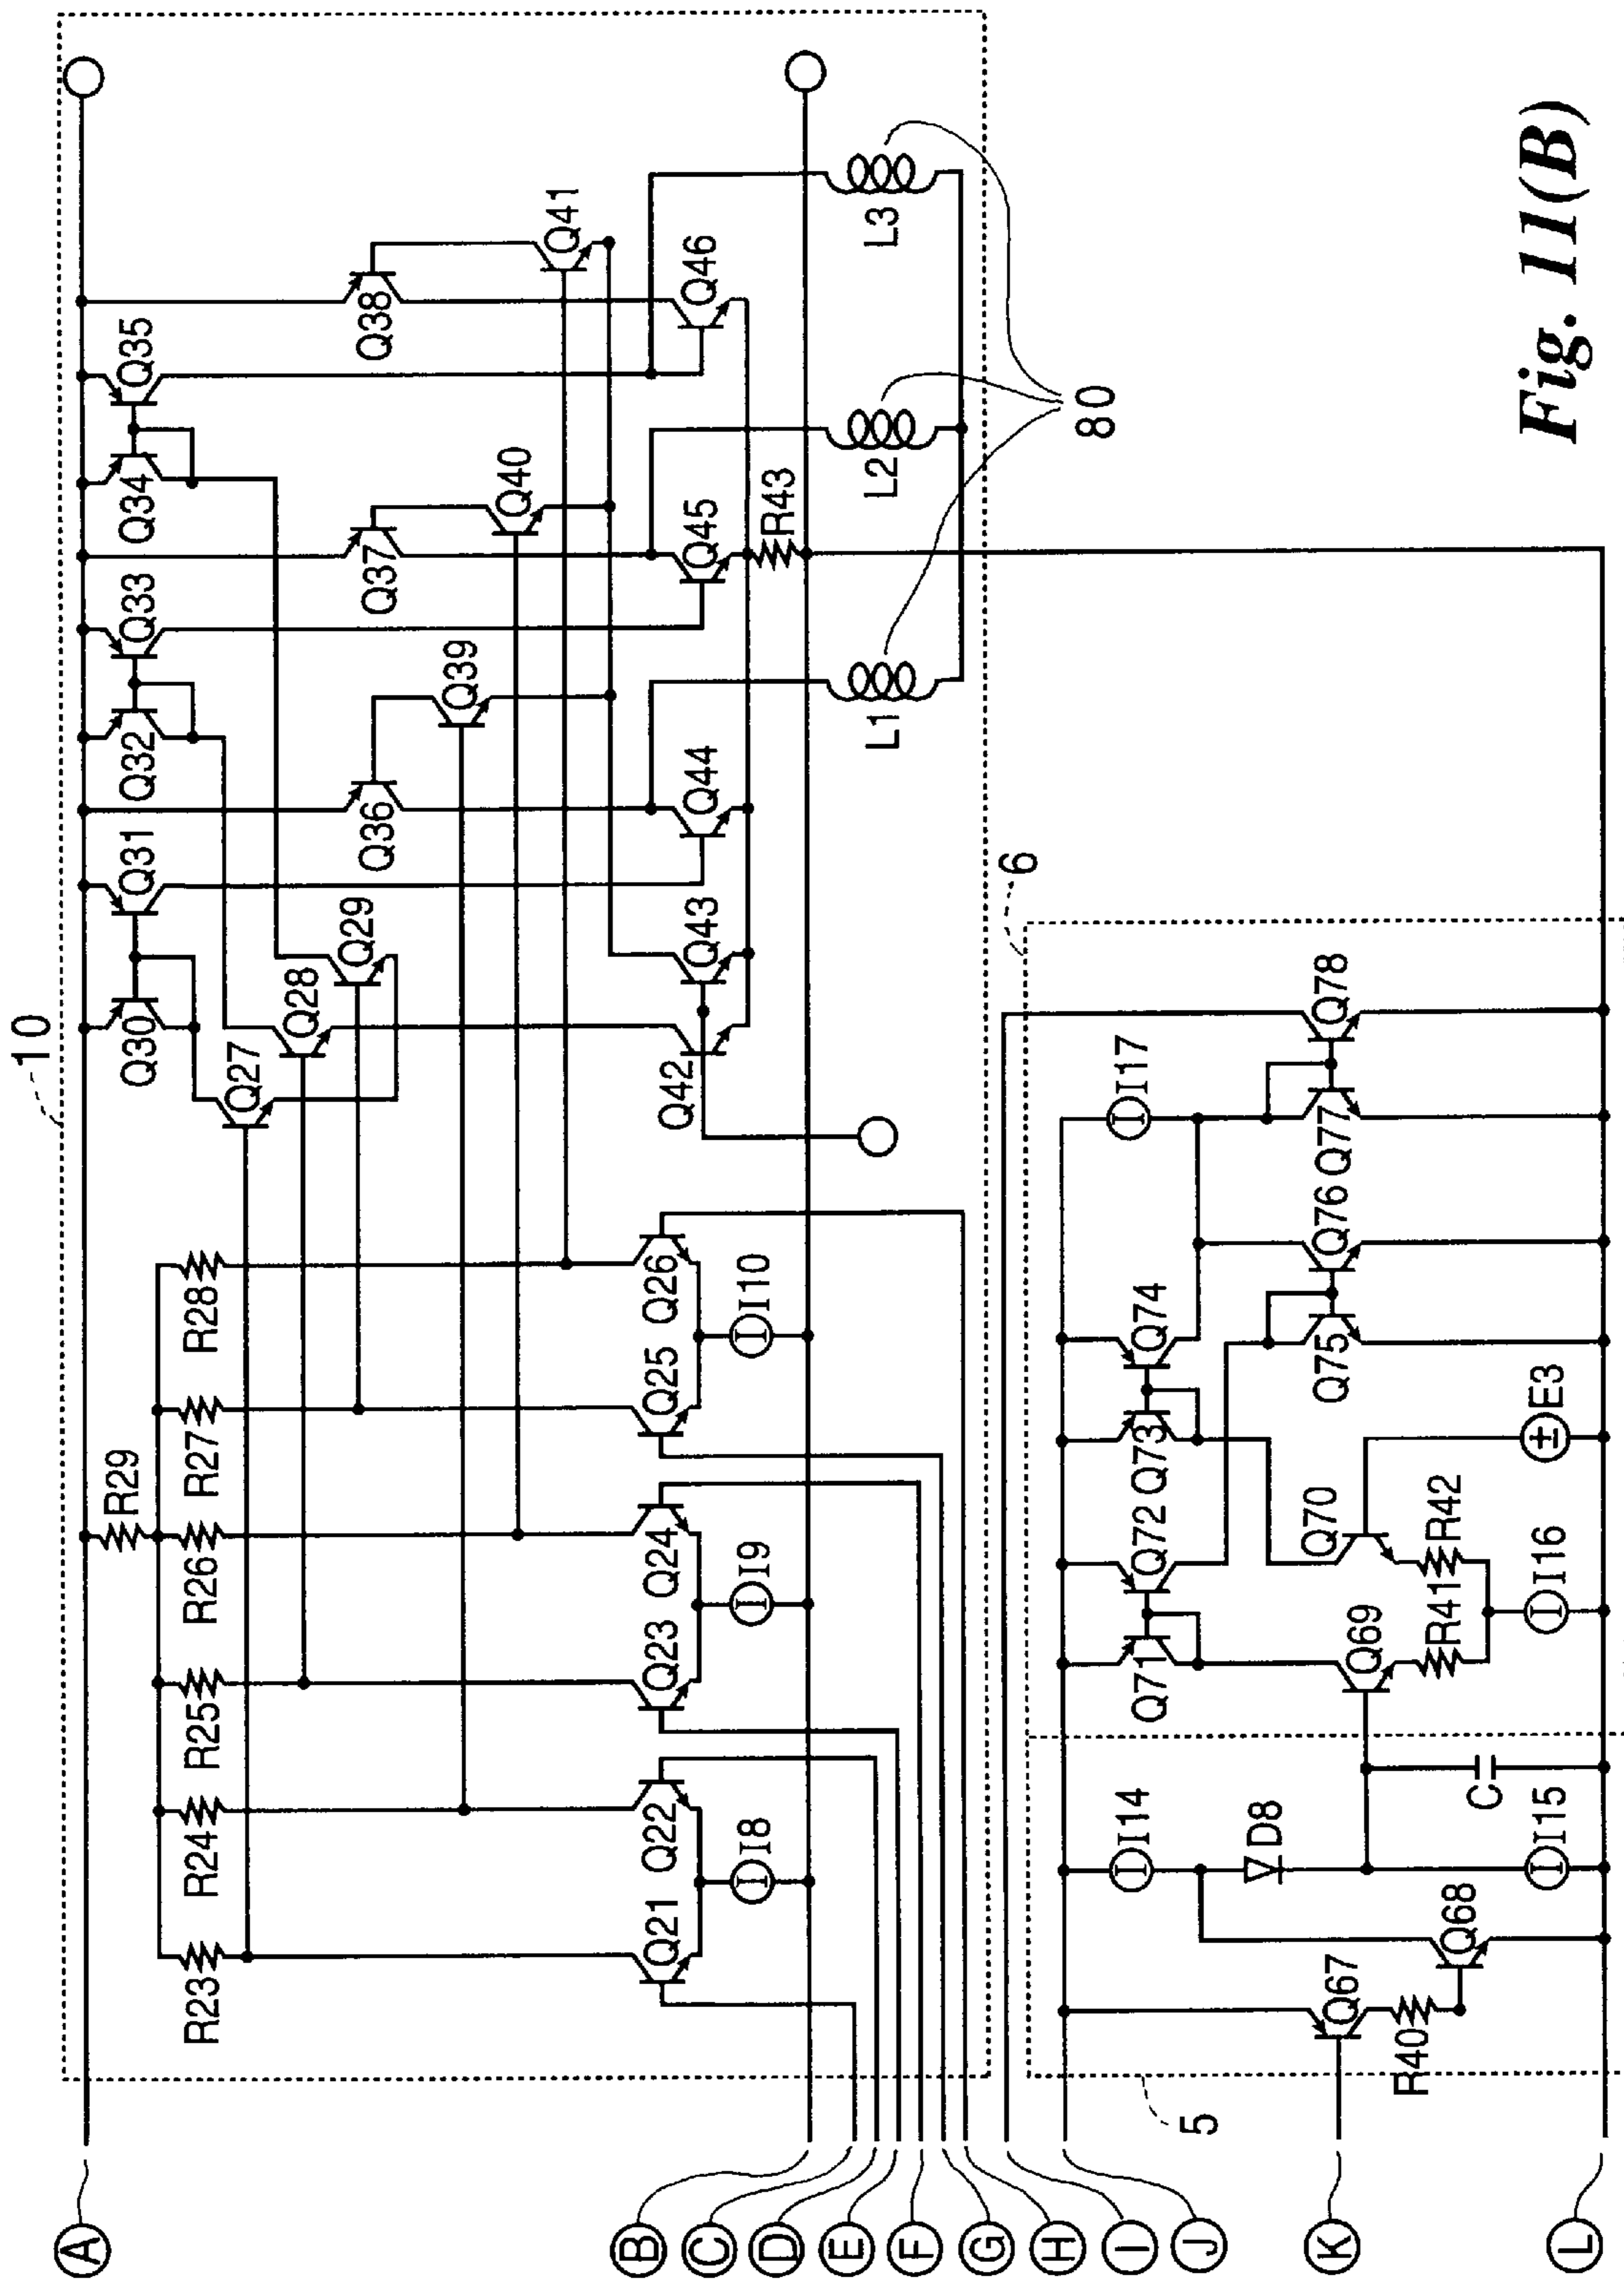 10
A
R29
R23
R24
R25
R26
R27
R28
Q30
Q31
Q32
Q33
Q34
Q35
Q27
Q28
Q29
Q36
Q37
Q38
Q39
Q40
Q41
Q21
Q22
Q23
Q24
Q25
Q26
Q42
Q43
Q44
Q45
Q46
I8
I9
I10
R43
L1
L2
L3
80
B
C
D
E
F
G
H
I
J
K
L
5
6
I14
I17
Q71
Q72
Q73
Q74
D8
Q67
Q68
R40
Q69
Q70
Q75
Q76
Q77
Q78
R41
R42
C
I15
I16
E3
Fig. 11(B)